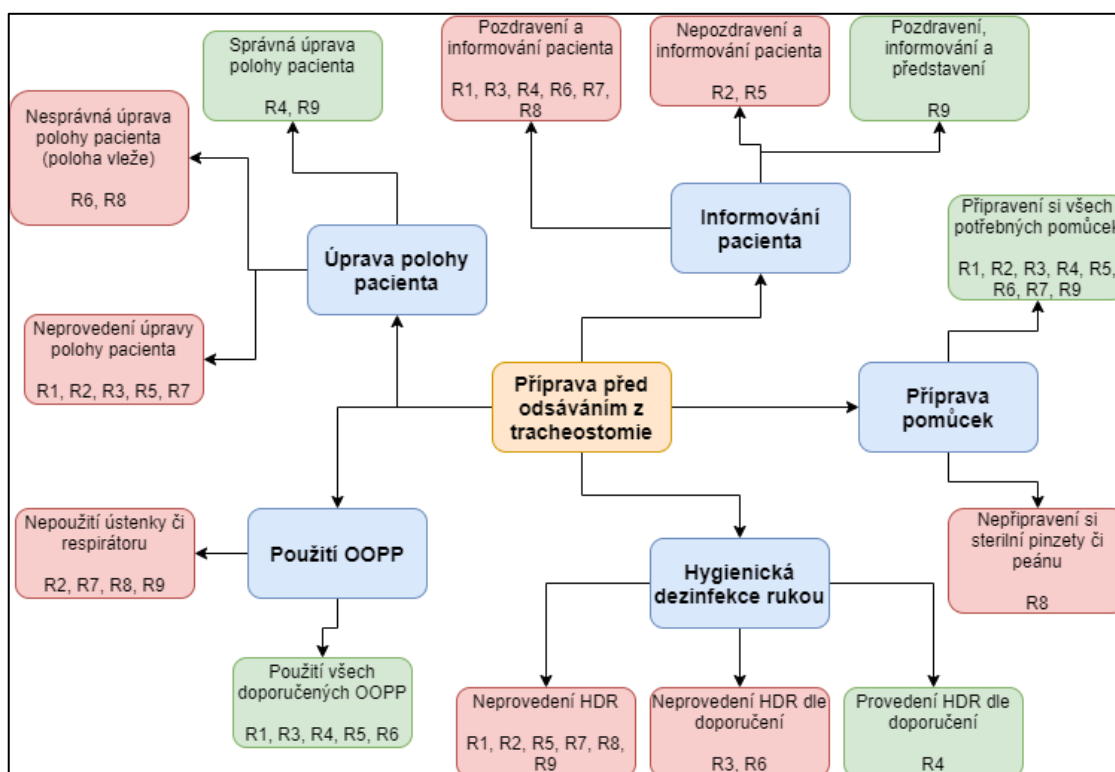 Správná úprava
polohy pacienta
R4, R9
Pozdravení a
informování pacienta
R1, R3, R4, R6, R7,
R8
Nepozdravení a
informování pacienta
R2, R5
Pozdravení,
informování a
představení
R9
Nesprávná úprava
polohy pacienta
(poloha vleže)
R6, R8
Úprava polohy
pacienta
Informování
pacienta
Připravení si všech
potřebných pomůcek
R1, R2, R3, R4, R5,
R6, R7, R9
Neprovedení úpravy
polohy pacienta
R1, R2, R3, R5, R7
Příprava před
odsáváním z
tracheostomie
Příprava
pomůcek
Nepoužití ústenky či
respirátoru
R2, R7, R8, R9
Použití OOPP
Hygienická
dezinfekce rukou
Nepřipravení si
sterilní pinzety či
peánu
R8
Použití všech
doporučených OOPP
R1, R3, R4, R5, R6
Neprovedení HDR
R1, R2, R5, R7, R8,
R9
Neprovedení HDR dle
doporučení
R3, R6
Provedení HDR dle
doporučení
R4